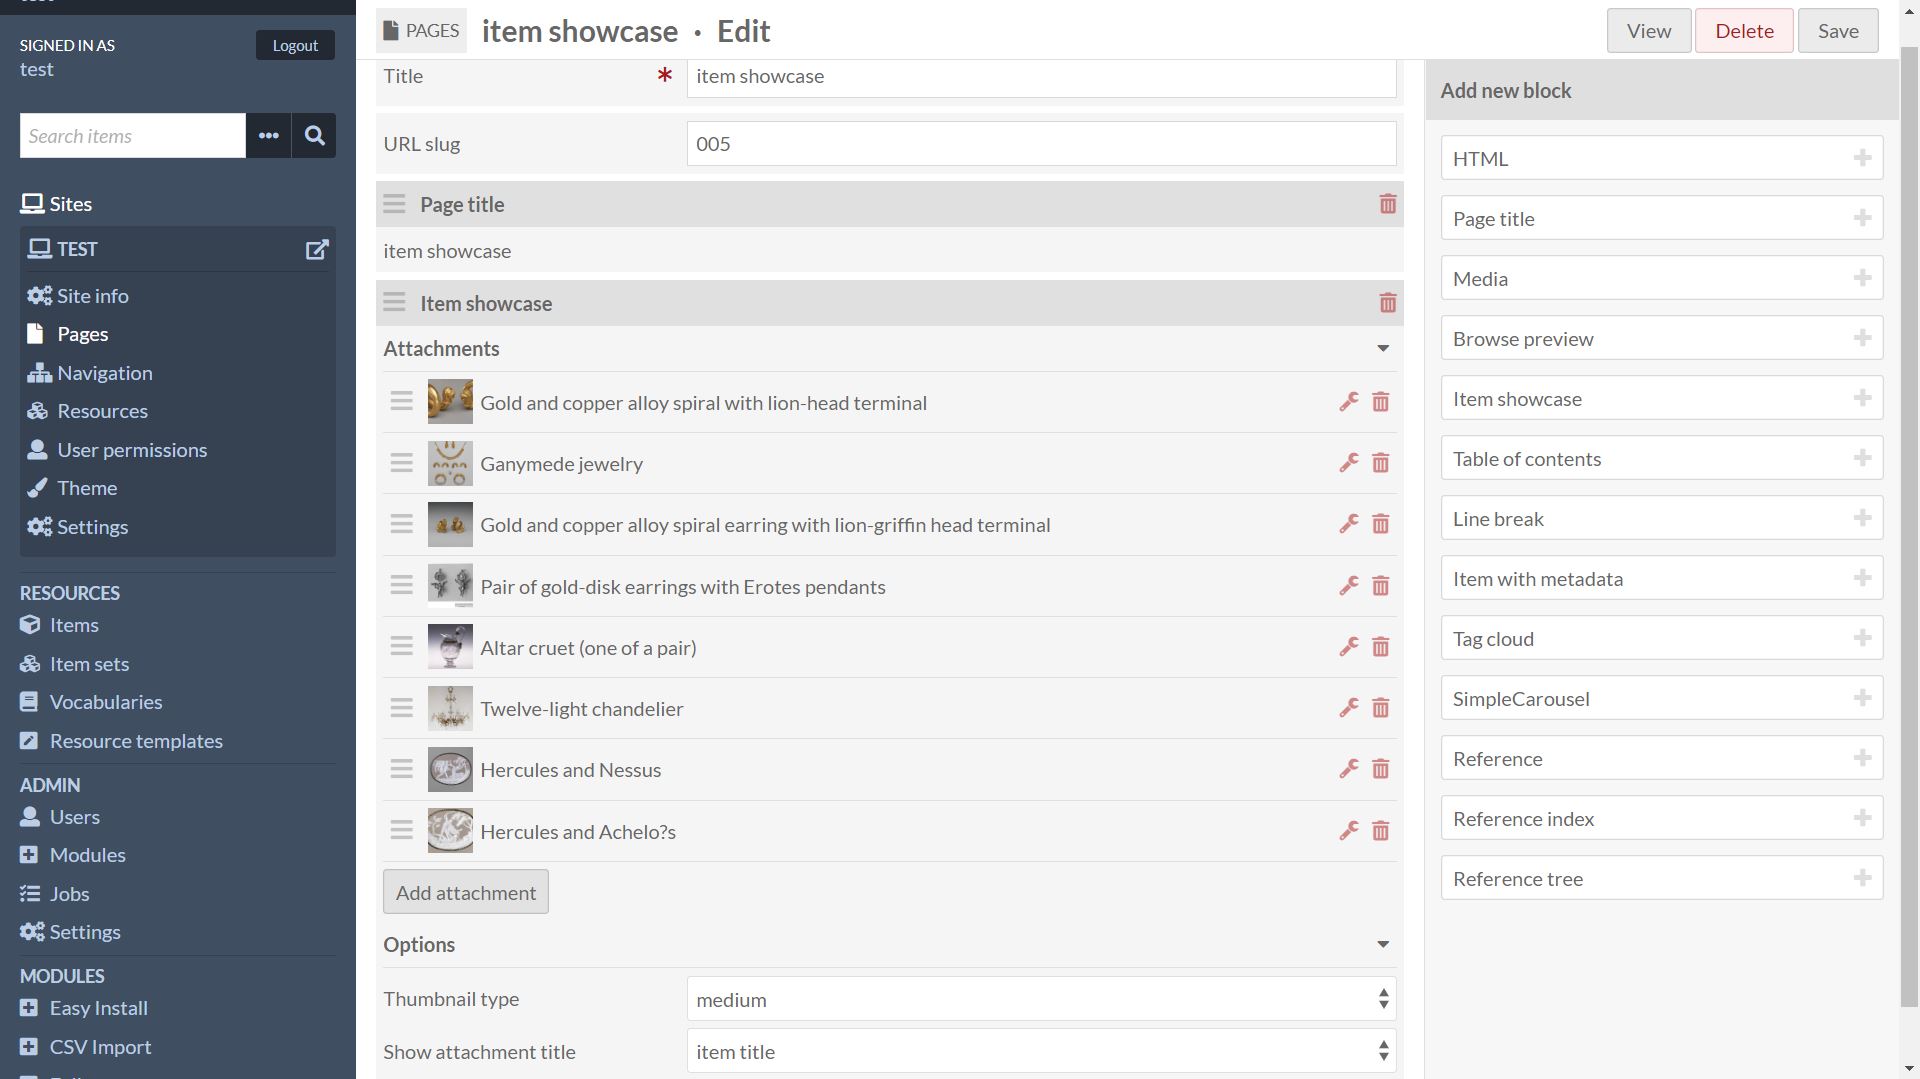 SIGNED IN AS
test
Logout
Search items
Sites
TEST
Site info
Pages
Navigation
Resources
User permissions
Theme
Settings
RESOURCES
Items
Item sets
Vocabularies
Resource templates
ADMIN
Users
Modules
Jobs
Settings
MODULES
Easy Install
CSV Import
PAGES item showcase · Edit
View Delete Save
Title * item showcase
URL slug 005
Page title
item showcase
Item showcase
Attachments
Gold and copper alloy spiral with lion-head terminal
Ganymede jewelry
Gold and copper alloy spiral earring with lion-griffin head terminal
Pair of gold-disk earrings with Erotes pendants
Altar cruet (one of a pair)
Twelve-light chandelier
Hercules and Nessus
Hercules and Achelo?s
Add attachment
Options
Thumbnail type medium
Show attachment title item title
Add new block
HTML
Page title
Media
Browse preview
Item showcase
Table of contents
Line break
Item with metadata
Tag cloud
SimpleCarousel
Reference
Reference index
Reference tree